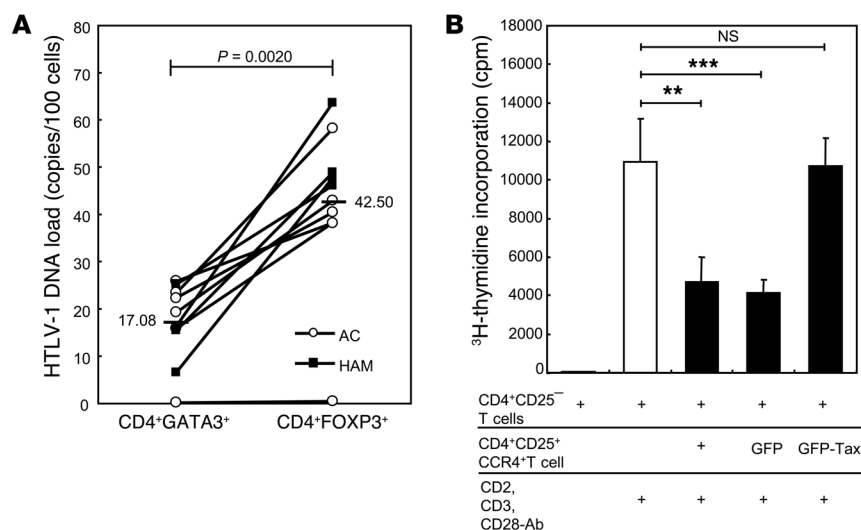 A
HTLV-1 DNA load (copies/100 cells)
80
70
60
50
40
30
20
10
0
P = 0.0020
42.50
17.08
AC
HAM
CD4⁺GATA3⁺
CD4⁺FOXP3⁺
B
³H-thymidine incorporation (cpm)
18000
16000
14000
12000
10000
8000
6000
4000
2000
0
NS
***
**
CD4⁺CD25⁻
T cells
+ + + + +
CD4⁺CD25⁺
CCR4⁺T cell
+ GFP GFP-Tax
CD2,
CD3,
CD28-Ab
+ + + +